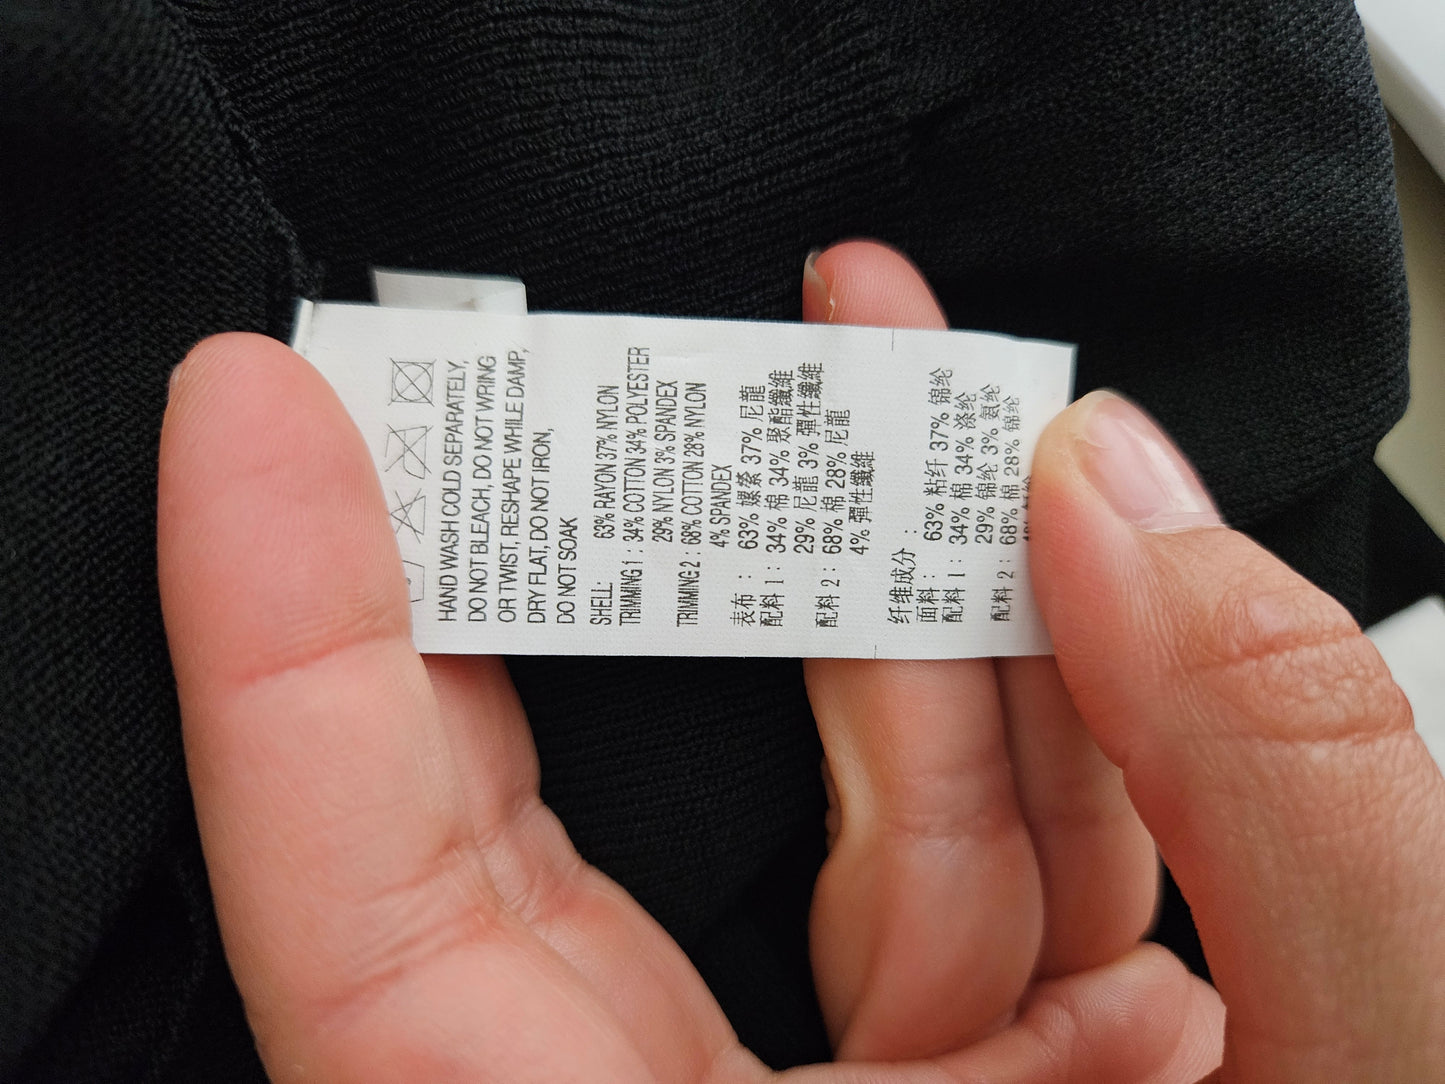 HAND WASH COLD SEPARATELY,
DO NOT BLEACH, DO NOT WRING
OR TWIST, RESHAPE WHILE DAMP,
DRY FLAT, DO NOT IRON,
DO NOT SOAK
SHELL: 63% RAYON 37% NYLON
TRIMMING 1 : 34% COTTON 34% POLYESTER
29% NYLON 3% SPANDEX
TRIMMING 2 : 68% COTTON 28% NYLON
4% SPANDEX
表布 : 63% 嫘縈 37% 尼龍
配料 1 : 34% 棉 34% 聚酯纖維
29% 尼龍 3% 彈性纖維
配料 2 : 68% 棉 28% 尼龍
4% 彈性纖維
纤维成分 :
面料 : 63% 粘纤 37% 锦纶
配料 1 : 34% 棉 34% 涤纶
29% 锦纶 3% 氨纶
配料 2 : 68% 棉 28% 锦纶